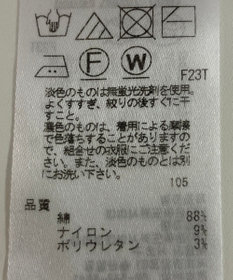 F
W
F23T
淡色のものは無蛍光洗剤を使用。
よくすすぎ、絞りの後すぐに干
すこと。
濃色のものは、着用による摩擦
で色落ちすることがありますの
で、組合せの衣服にご注意くだ
さい。また、淡色のものとは別
にお洗い下さい。
105
品質
綿 88%
ナイロン 9%
ポリウレタン 3%